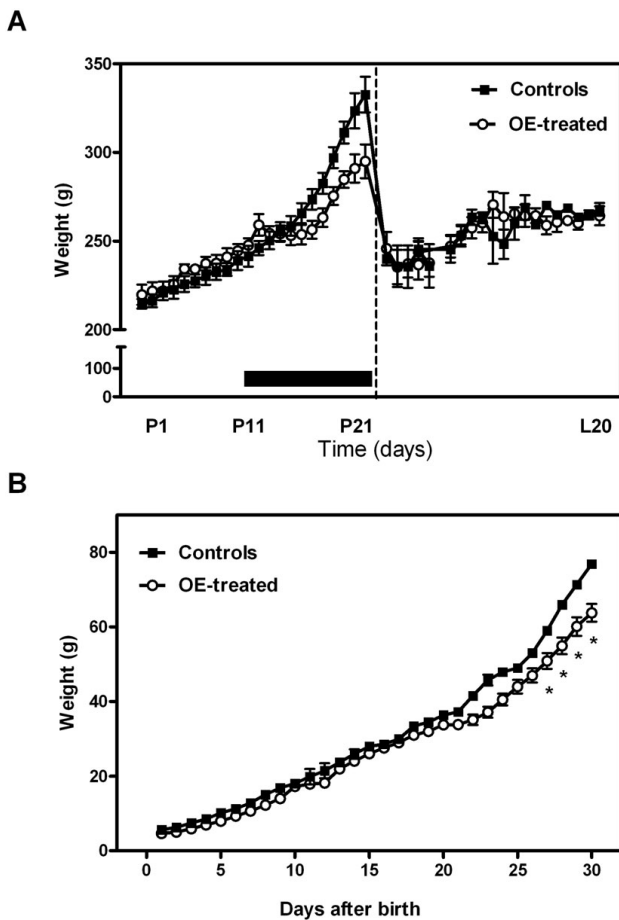 A
350
300
250
200
100
0
Weight (g)
Controls
OE-treated
P1 P11 P21 L20
Time (days)
B
80
60
40
20
0
Weight (g)
Controls
OE-treated
* * * *
0 5 10 15 20 25 30
Days after birth